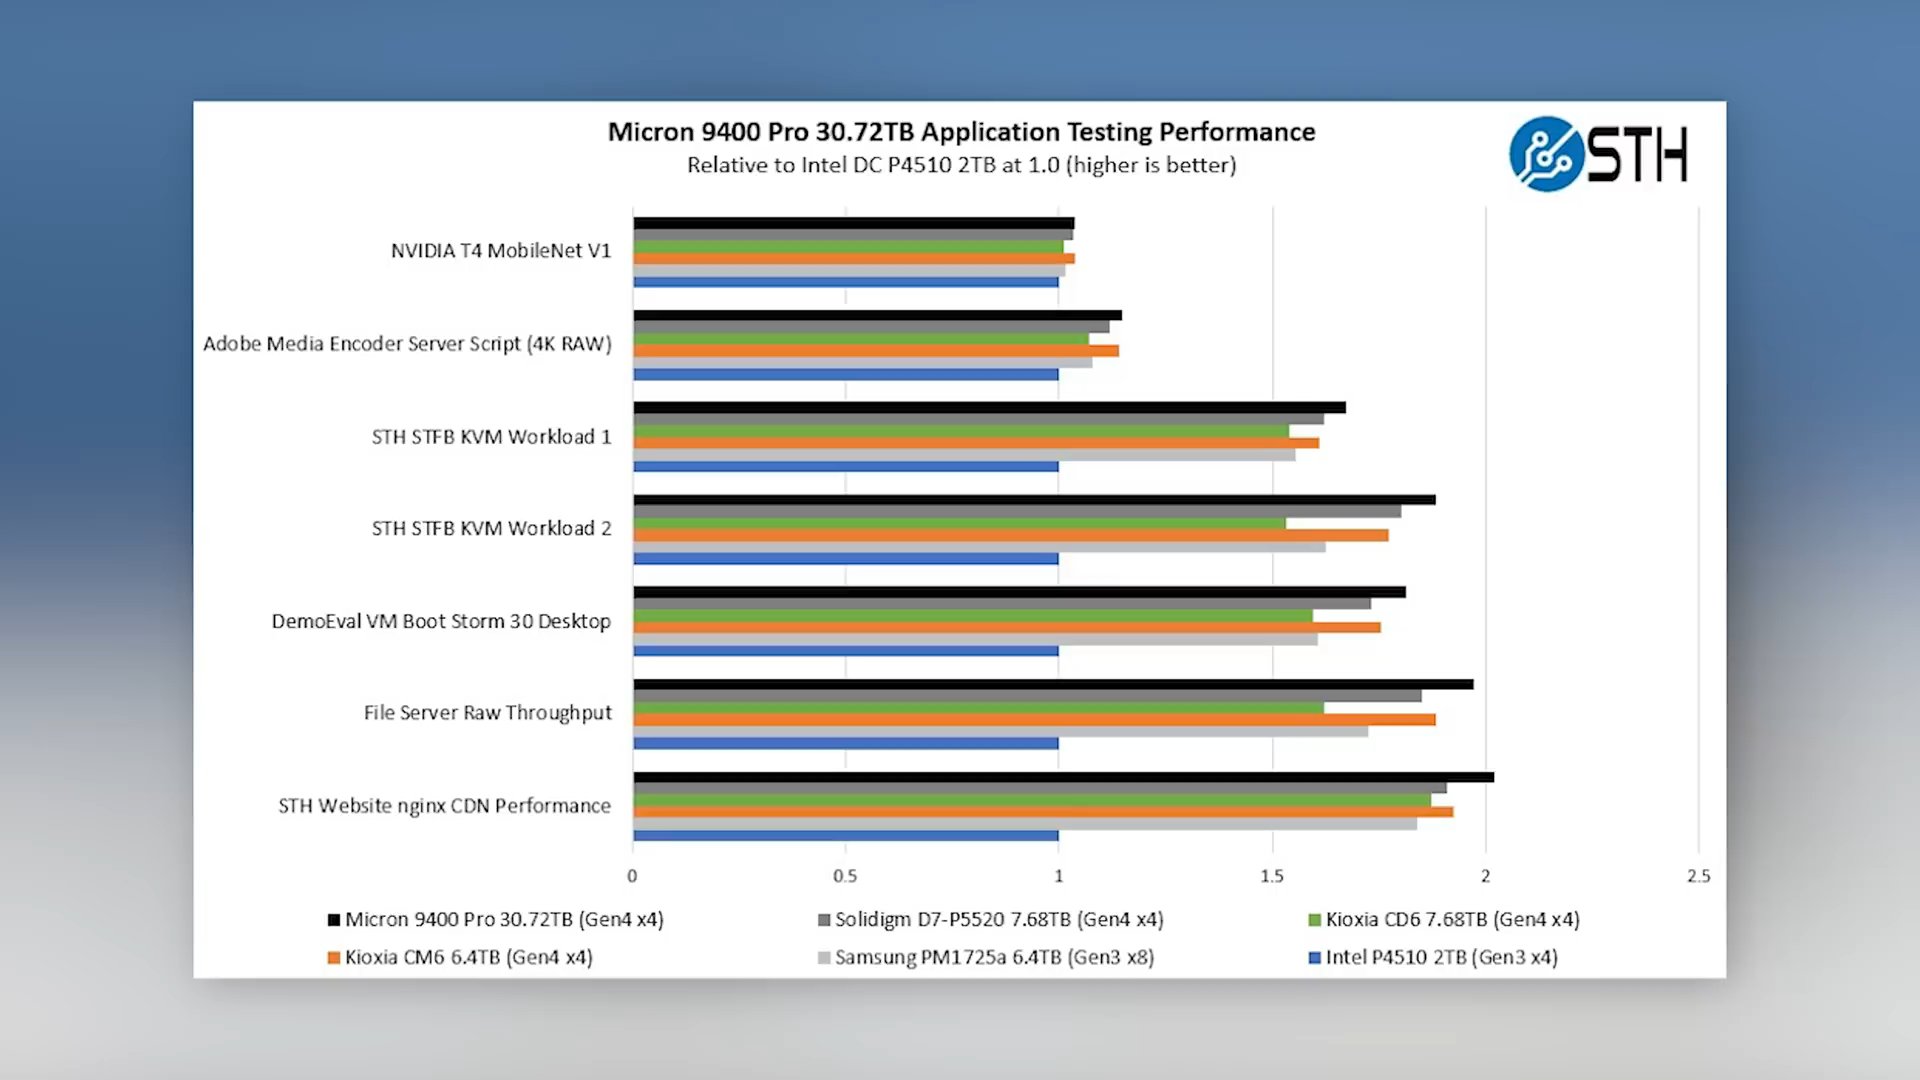 Micron 9400 Pro 30.72TB Application Testing Performance
Relative to Intel DC P4510 2TB at 1.0 (higher is better)
STH
NVIDIA T4 MobileNet V1
Adobe Media Encoder Server Script (4K RAW)
STH STFB KVM Workload 1
STH STFB KVM Workload 2
DemoEval VM Boot Storm 30 Desktop
File Server Raw Throughput
STH Website nginx CDN Performance
0 0.5 1 1.5 2 2.5
Micron 9400 Pro 30.72TB (Gen4 x4) Solidigm D7-P5520 7.68TB (Gen4 x4) Kioxia CD6 7.68TB (Gen4 x4)
Kioxia CM6 6.4TB (Gen4 x4) Samsung PM1725a 6.4TB (Gen3 x8) Intel P4510 2TB (Gen3 x4)